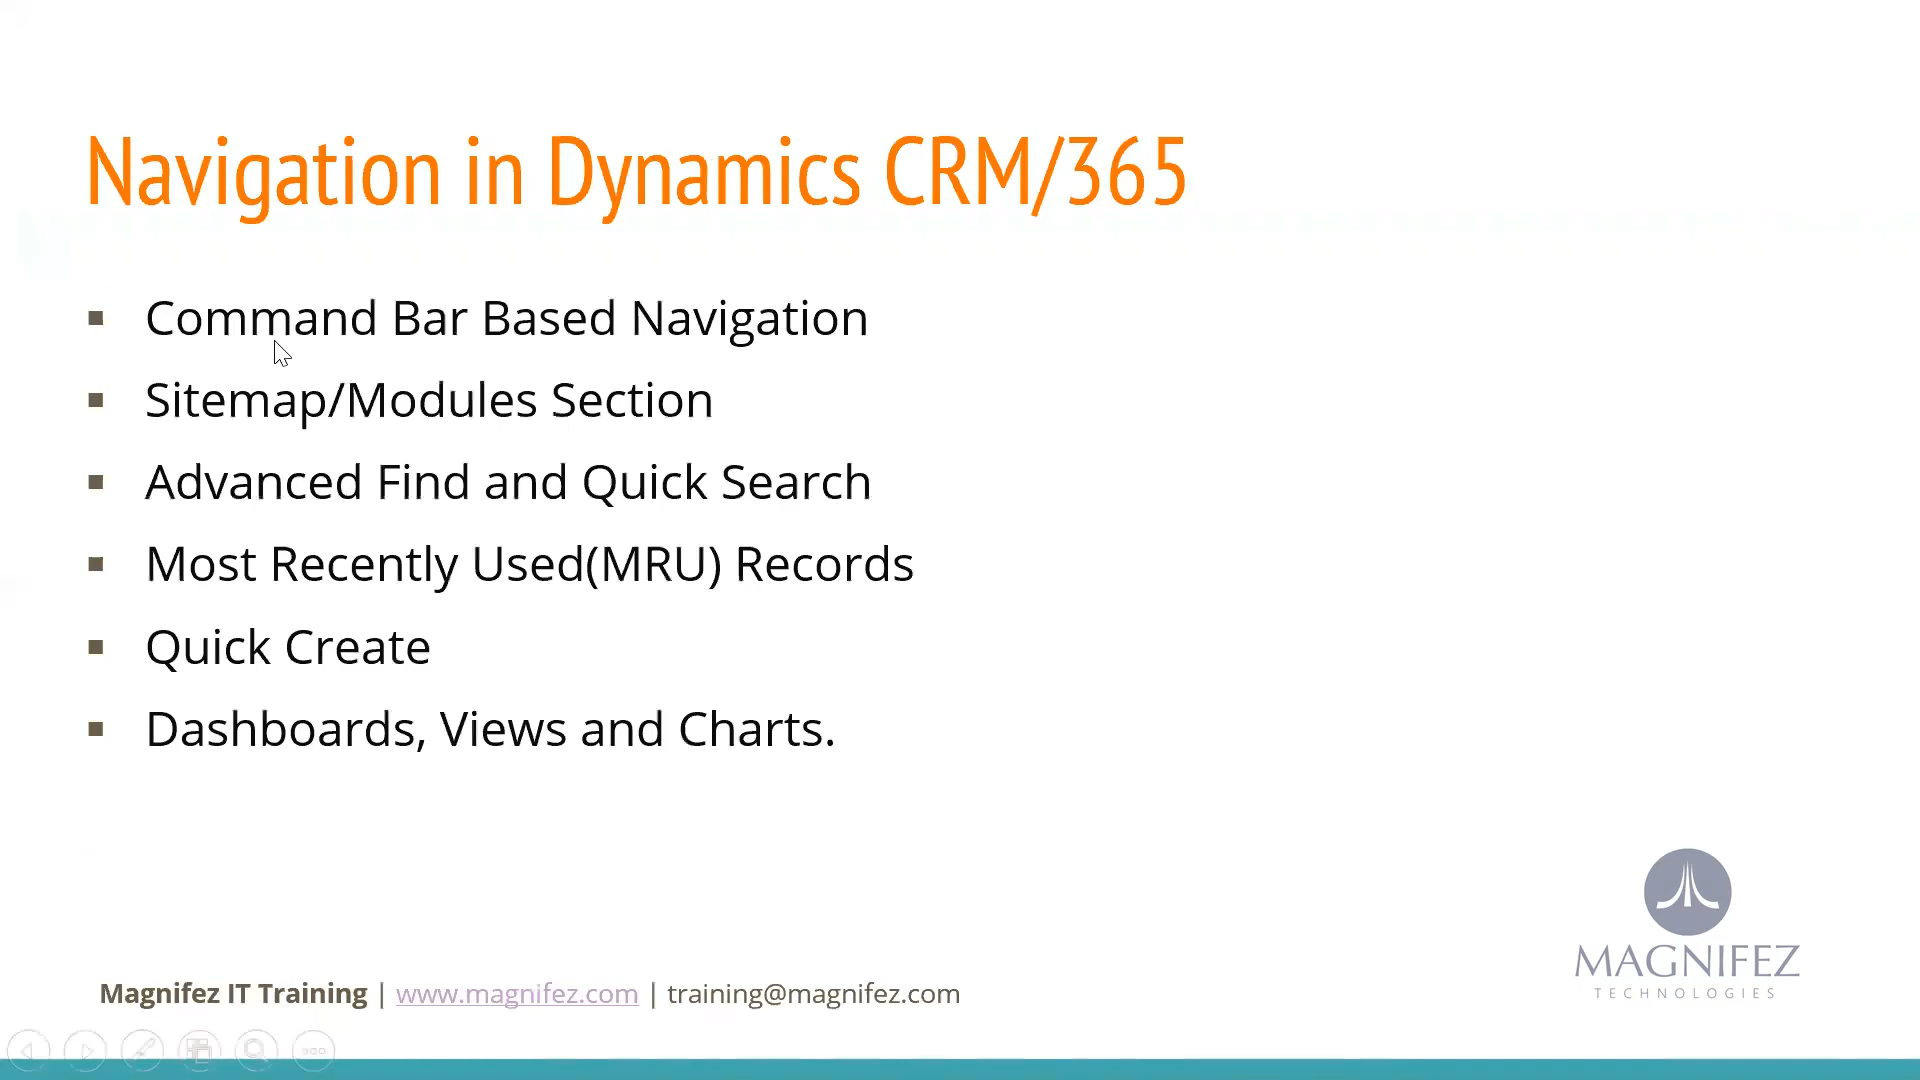 Navigation in Dynamics CRM/365
Command Bar Based Navigation
Sitemap/Modules Section
Advanced Find and Quick Search
Most Recently Used(MRU) Records
Quick Create
Dashboards, Views and Charts.
MAGNIFEZ
TECHNOLOGIES
Magnifez IT Training | www.magnifez.com | training@magnifez.com